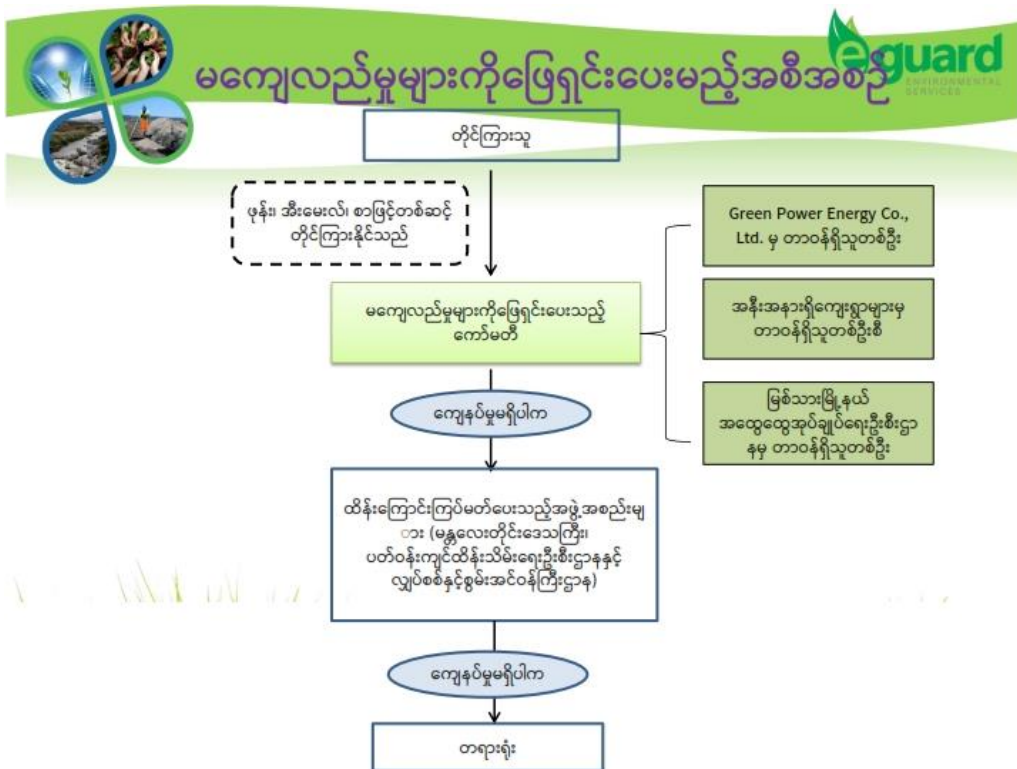 eguard
ENVIRONMENTAL
SERVICES
မကျေလည်မှုများကိုဖြေရှင်းပေးမည့်အစီအစဉ်
တိုင်ကြားသူ
ဖုန်း၊ အီးမေးလ်၊ စာဖြင့်တစ်ဆင့်
တိုင်ကြားနိုင်သည်
Green Power Energy Co.,
Ltd. မှ တာဝန်ရှိသူတစ်ဦး
မကျေလည်မှုများကိုဖြေရှင်းပေးသည့်
ကော်မတီ
အနီးအနားရှိကျေးရွာများမှ
တာဝန်ရှိသူတစ်ဦးစီ
မြစ်သားမြို့နယ်
အထွေထွေအုပ်ချုပ်ရေးဦးစီးဌာ
နမှ တာဝန်ရှိသူတစ်ဦး
ကျေနပ်မှုမရှိပါက
ထိန်းကြောင်းကြပ်မတ်ပေးသည့်အဖွဲ့အစည်းမျ
ား (မန္တလေးတိုင်းဒေသကြီး၊
ပတ်ဝန်းကျင်ထိန်းသိမ်းရေးဦးစီးဌာနနှင့်
လျှပ်စစ်နှင့်စွမ်းအင်ဝန်ကြီးဌာန)
ကျေနပ်မှုမရှိပါက
တရားရုံး